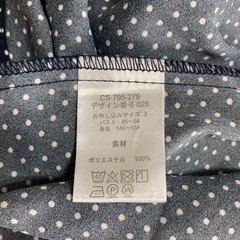 CS-795-279
デザイン番号 028
お申し込みサイズ 3
バスト 86~94
身長 146~154
素材
ポリエステル 100%